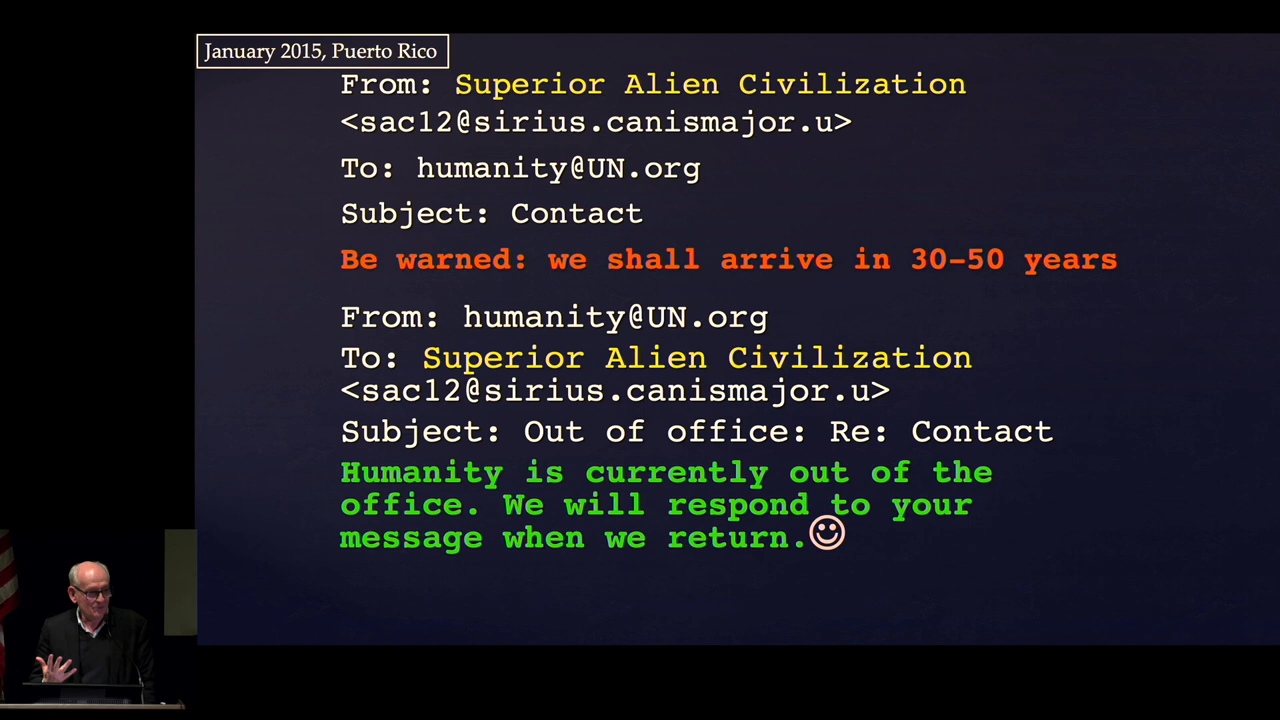 January 2015, Puerto Rico
From: Superior Alien Civilization
<sac12@sirius.canismajor.u>
To: humanity@UN.org
Subject: Contact
Be warned: we shall arrive in 30-50 years
From: humanity@UN.org
To: Superior Alien Civilization
<sac12@sirius.canismajor.u>
Subject: Out of office: Re: Contact
Humanity is currently out of the
office. We will respond to your
message when we return.☺